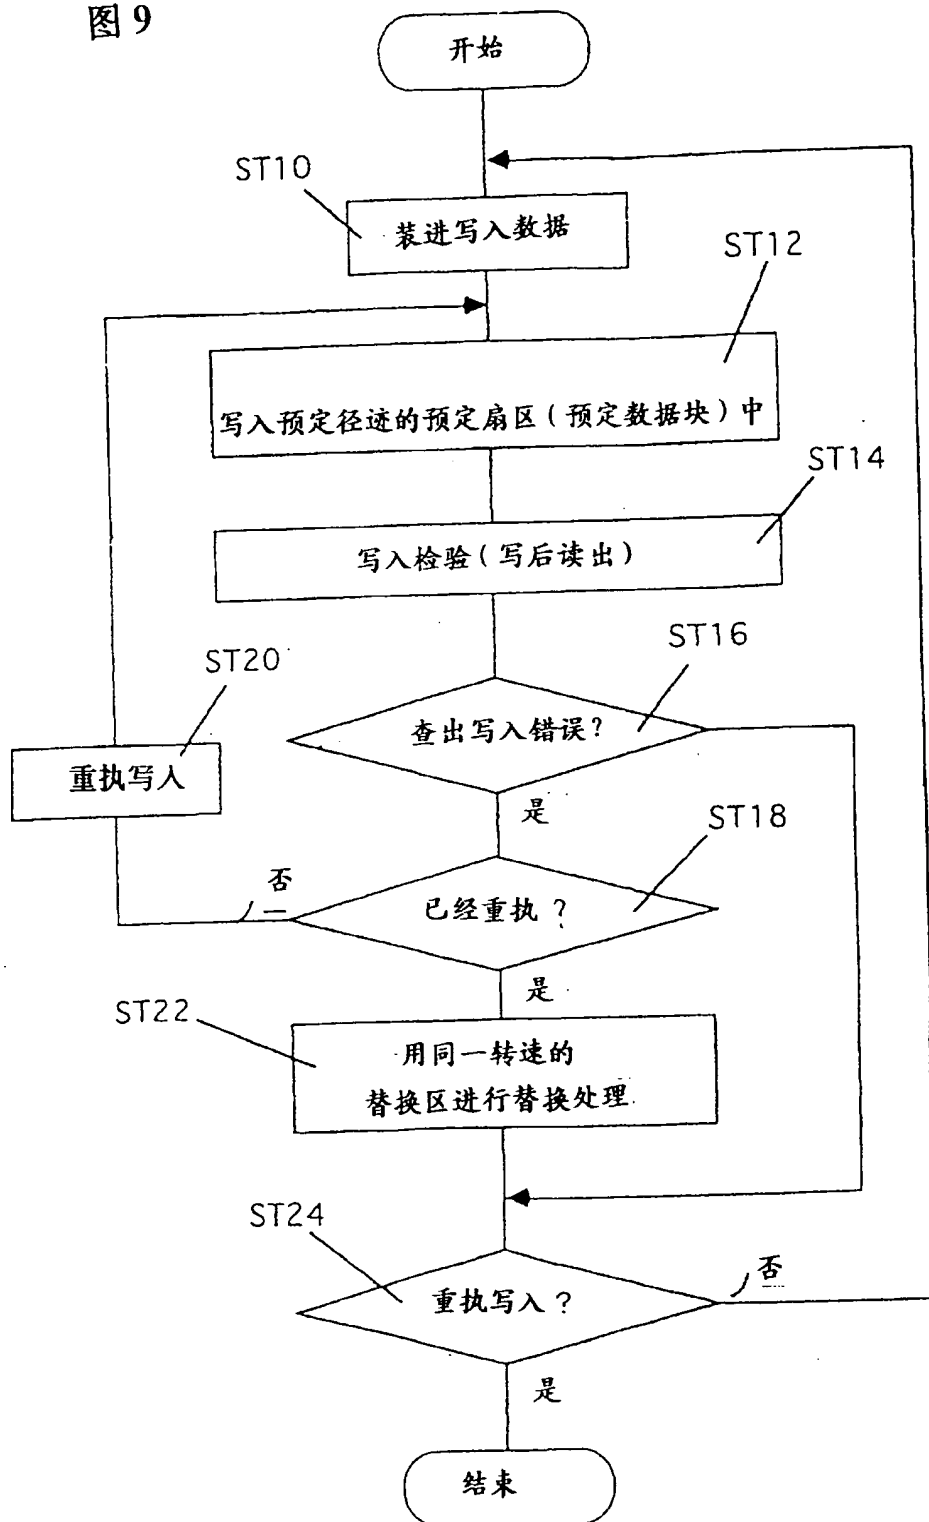 图 9
开始
ST10
装进写入数据
ST12
写入预定径迹的预定扇区(预定数据块)中
ST14
写入检验(写后读出)
ST16
查出写入错误?
ST20
重执写入
是
ST18
否
已经重执?
是
ST22
用同一转速的
替换区进行替换处理
ST24
重执写入?
否
是
结束